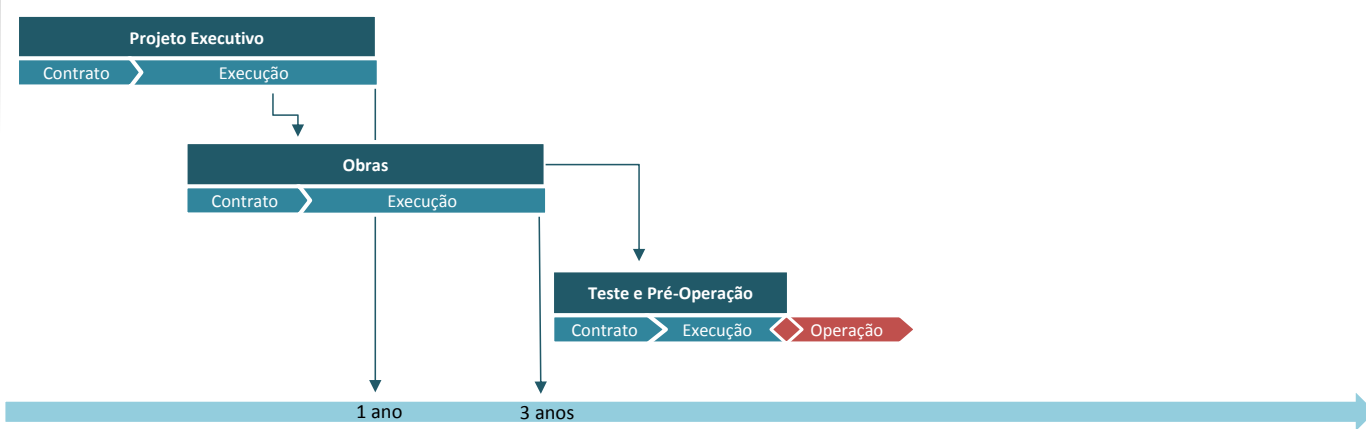 Projeto Executivo
Contrato Execução
Obras
Contrato Execução
Teste e Pré-Operação
Contrato Execução Operação
1 ano 3 anos